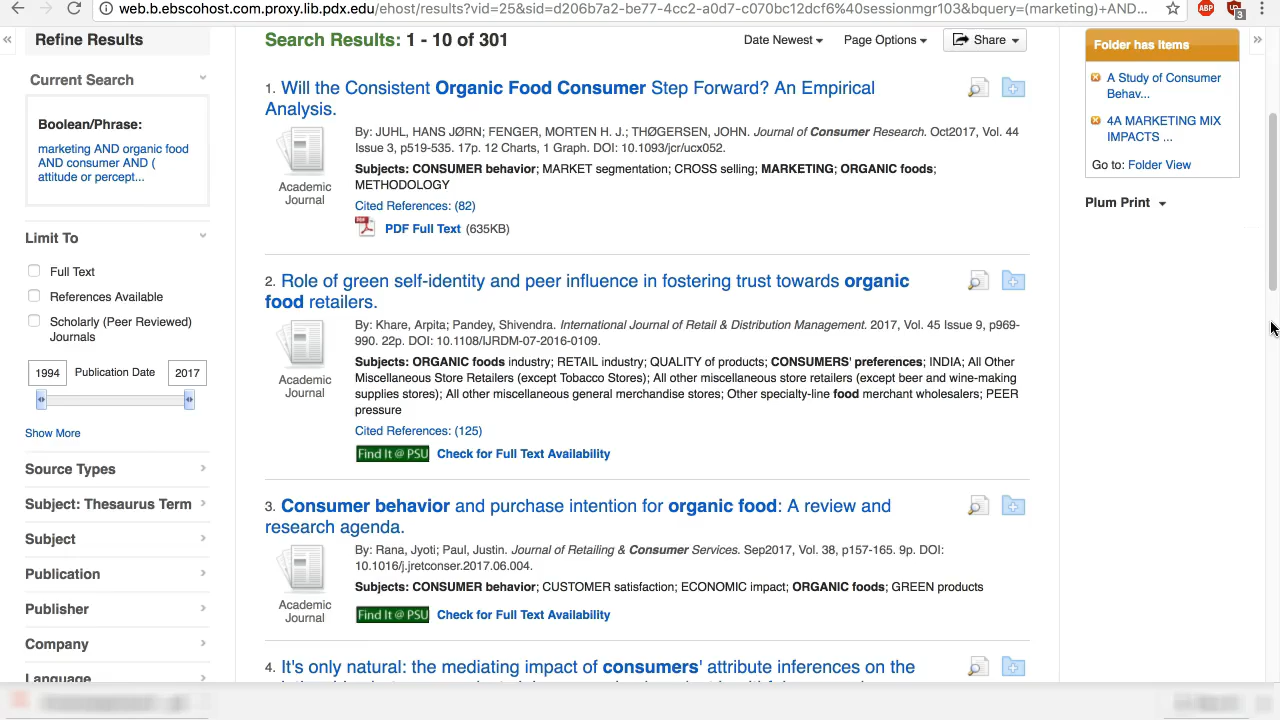 web.b.ebscohost.com.proxy.lib.pdx.edu/ehost/results?vid=25&sid=d206b7a2-be77-4cc2-a0d7-c070bc12dcf6%40sessionmgr103&bquery=(marketing)+AND...
ABP
3
Refine Results
Current Search
Boolean/Phrase:
marketing AND organic food
AND consumer AND (
attitude or percept...
Limit To
Full Text
References Available
Scholarly (Peer Reviewed)
Journals
1994 Publication Date 2017
Show More
Source Types
Subject: Thesaurus Term
Subject
Publication
Publisher
Company
Language
Search Results: 1 - 10 of 301
Date Newest Page Options Share
1. Will the Consistent Organic Food Consumer Step Forward? An Empirical
Analysis.
By: JUHL, HANS JØRN; FENGER, MORTEN H. J.; THØGERSEN, JOHN. Journal of Consumer Research. Oct2017, Vol. 44
Issue 3, p519-535. 17p. 12 Charts, 1 Graph. DOI: 10.1093/jcr/ucx052.
Subjects: CONSUMER behavior; MARKET segmentation; CROSS selling; MARKETING; ORGANIC foods;
METHODOLOGY
Academic
Journal
Cited References: (82)
PDF Full Text (635KB)
2. Role of green self-identity and peer influence in fostering trust towards organic
food retailers.
By: Khare, Arpita; Pandey, Shivendra. International Journal of Retail & Distribution Management. 2017, Vol. 45 Issue 9, p969-
990. 22p. DOI: 10.1108/IJRDM-07-2016-0109.
Subjects: ORGANIC foods industry; RETAIL industry; QUALITY of products; CONSUMERS' preferences; INDIA; All Other
Miscellaneous Store Retailers (except Tobacco Stores); All other miscellaneous store retailers (except beer and wine-making
supplies stores); All other miscellaneous general merchandise stores; Other specialty-line food merchant wholesalers; PEER
pressure
Academic
Journal
Cited References: (125)
Find It @ PSU Check for Full Text Availability
3. Consumer behavior and purchase intention for organic food: A review and
research agenda.
By: Rana, Jyoti; Paul, Justin. Journal of Retailing & Consumer Services. Sep2017, Vol. 38, p157-165. 9p. DOI:
10.1016/j.jretconser.2017.06.004.
Subjects: CONSUMER behavior; CUSTOMER satisfaction; ECONOMIC impact; ORGANIC foods; GREEN products
Academic
Journal
Find It @ PSU Check for Full Text Availability
4. It's only natural: the mediating impact of consumers' attribute inferences on the
Folder has items
A Study of Consumer
Behav...
4A MARKETING MIX
IMPACTS ...
Go to: Folder View
Plum Print